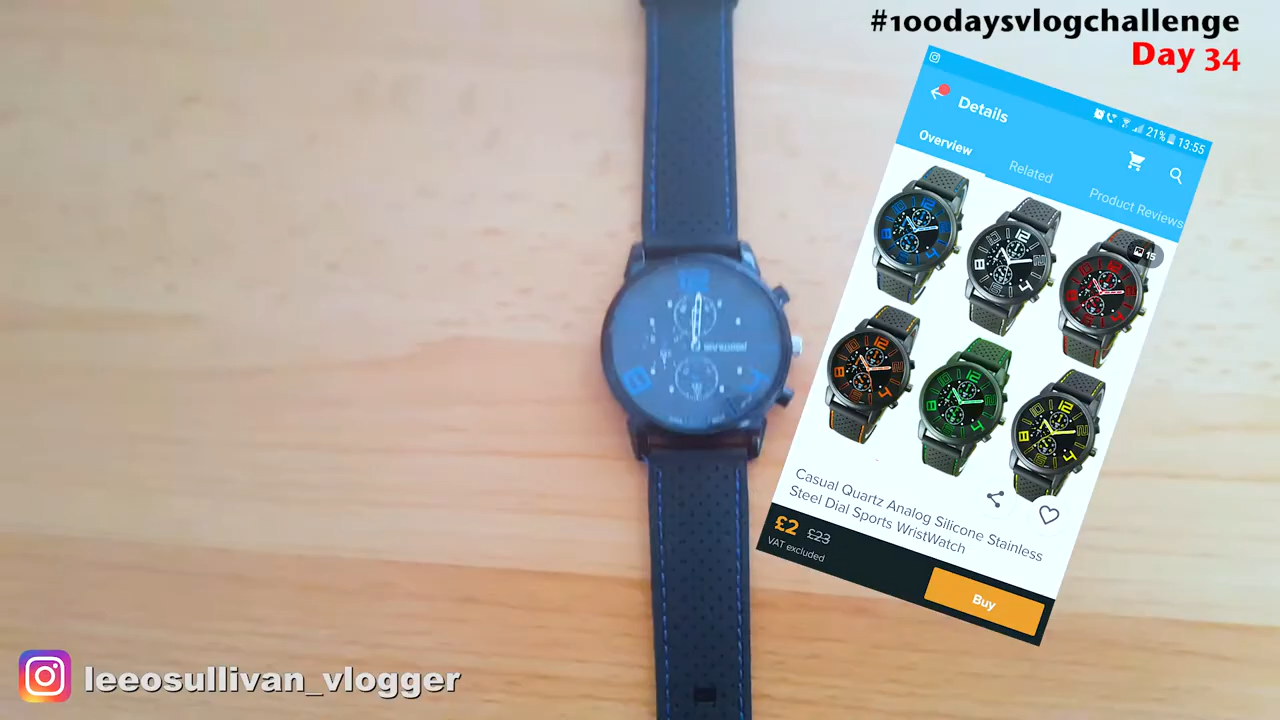 #100daysvlogchallenge
Day 34
21% 13:55
Details
Overview
Related
Product Reviews
15
Casual Quartz Analog Silicone Stainless
Steel Dial Sports WristWatch
£2 £23
VAT excluded
Buy
leeosullivan_vlogger